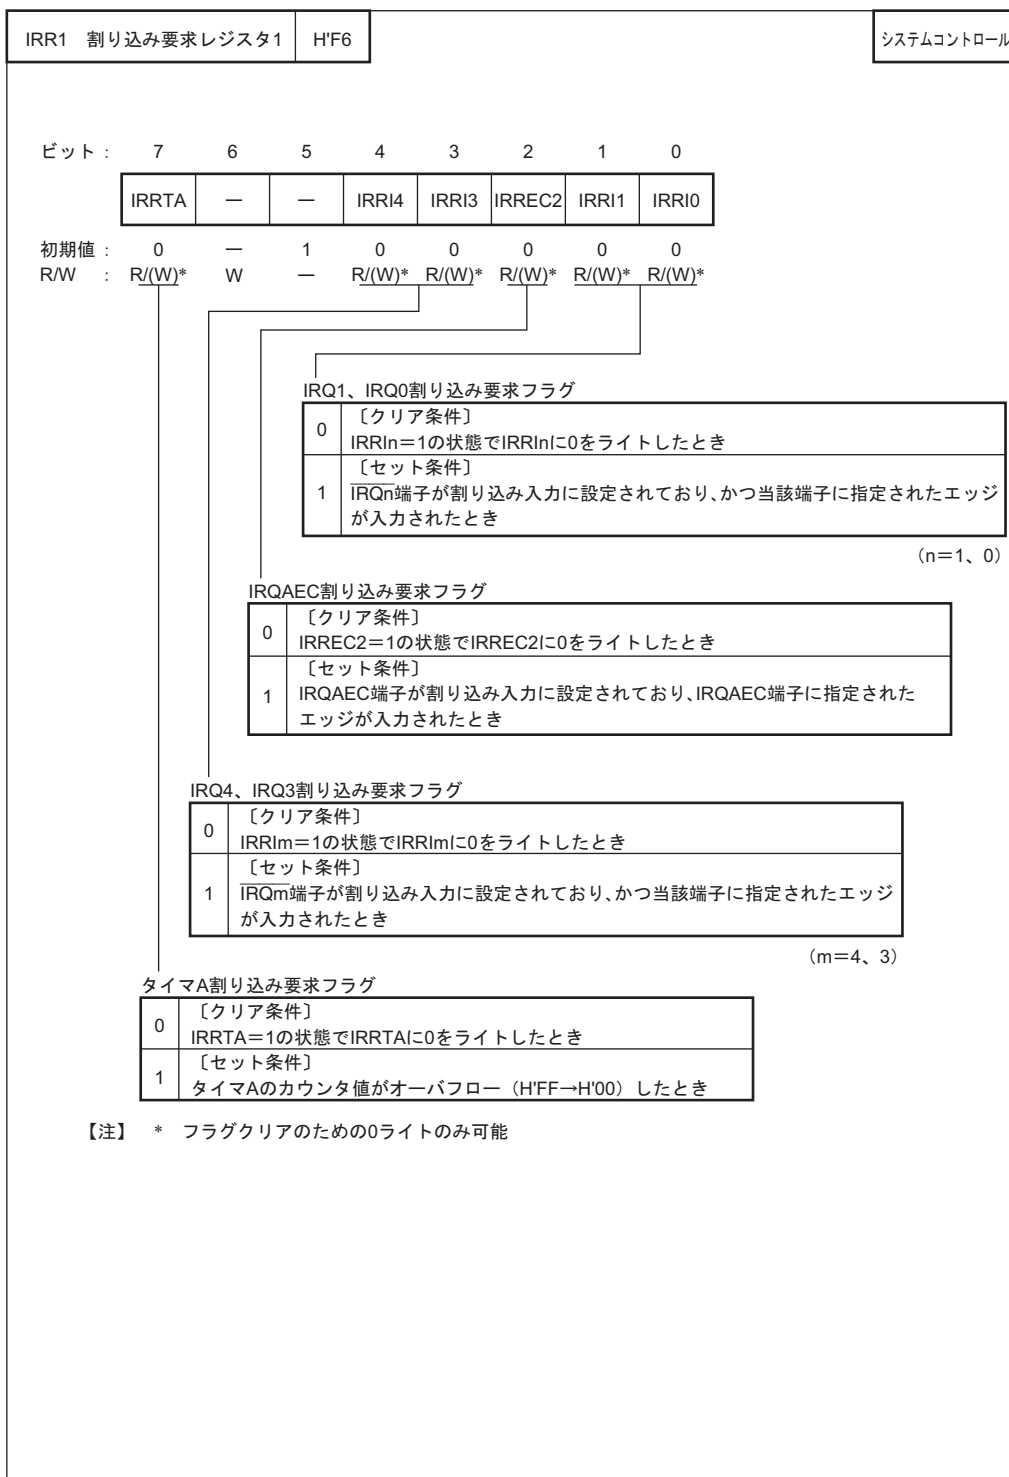 IRR1 割り込み要求レジスタ1 H'F6 システムコントロール
ビット : 7 6 5 4 3 2 1 0
IRRTA — — IRRI4 IRRI3 IRREC2 IRRI1 IRRI0
初期値 : 0 — 1 0 0 0 0 0
R/W : R/(W)* W — R/(W)* R/(W)* R/(W)* R/(W)* R/(W)*
IRQ1、IRQ0割り込み要求フラグ
0 〔クリア条件〕
IRRIn=1の状態でIRRInに0をライトしたとき
〔セット条件〕
1 IRQn端子が割り込み入力に設定されており、かつ当該端子に指定されたエッジ
が入力されたとき
(n=1、0)
IRQAEC割り込み要求フラグ
0 〔クリア条件〕
IRREC2=1の状態でIRREC2に0をライトしたとき
〔セット条件〕
1 IRQAEC端子が割り込み入力に設定されており、IRQAEC端子に指定された
エッジが入力されたとき
IRQ4、IRQ3割り込み要求フラグ
0 〔クリア条件〕
IRRIm=1の状態でIRRImに0をライトしたとき
〔セット条件〕
1 IRQm端子が割り込み入力に設定されており、かつ当該端子に指定されたエッジ
が入力されたとき
(m=4、3)
タイマA割り込み要求フラグ
0 〔クリア条件〕
IRRTA=1の状態でIRRTAに0をライトしたとき
1 〔セット条件〕
タイマAのカウンタ値がオーバフロー(H'FF→H'00)したとき
【注】 * フラグクリアのための0ライトのみ可能